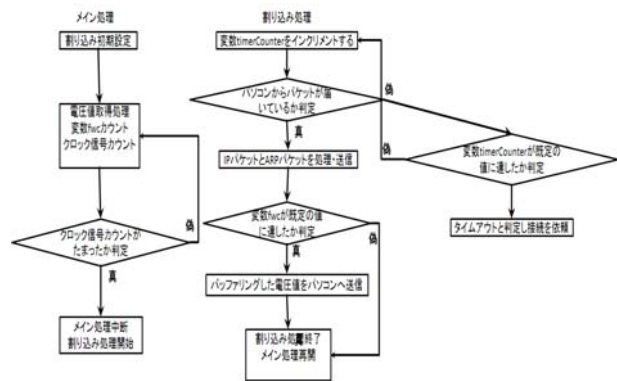 メイン処理
割り込み初期設定
電圧値取得処理
変数fwcカウント
クロック信号カウント
クロック信号カウントが
たまったか判定
偽
真
メイン処理中断
割り込み処理開始
割り込み処理
変数timerCounterをインクリメントする
パソコンからパケットが届
いているか判定
偽
真
IPパケットとARPパケットを処理・送信
変数fwcが既定の値
に達したか判定
偽
真
バッファリングした電圧値をパソコンへ送信
割り込み処理終了
メイン処理再開
変数timerCounterが既定の
値に達したか判定
偽
真
タイムアウトと判定し接続を依頼